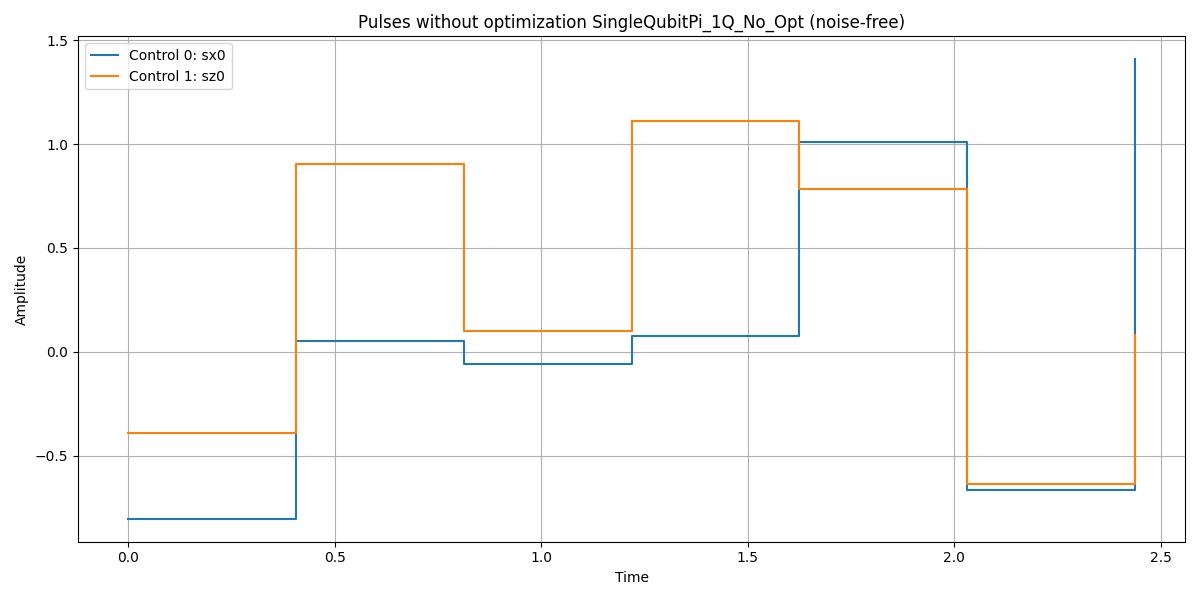 Pulses without optimization SingleQubitPi_1Q_No_Opt (noise-free)
Control 0: sx0
Control 1: sz0
Amplitude
1.5
1.0
0.5
0.0
−0.5
0.0
0.5
1.0
1.5
2.0
2.5
Time